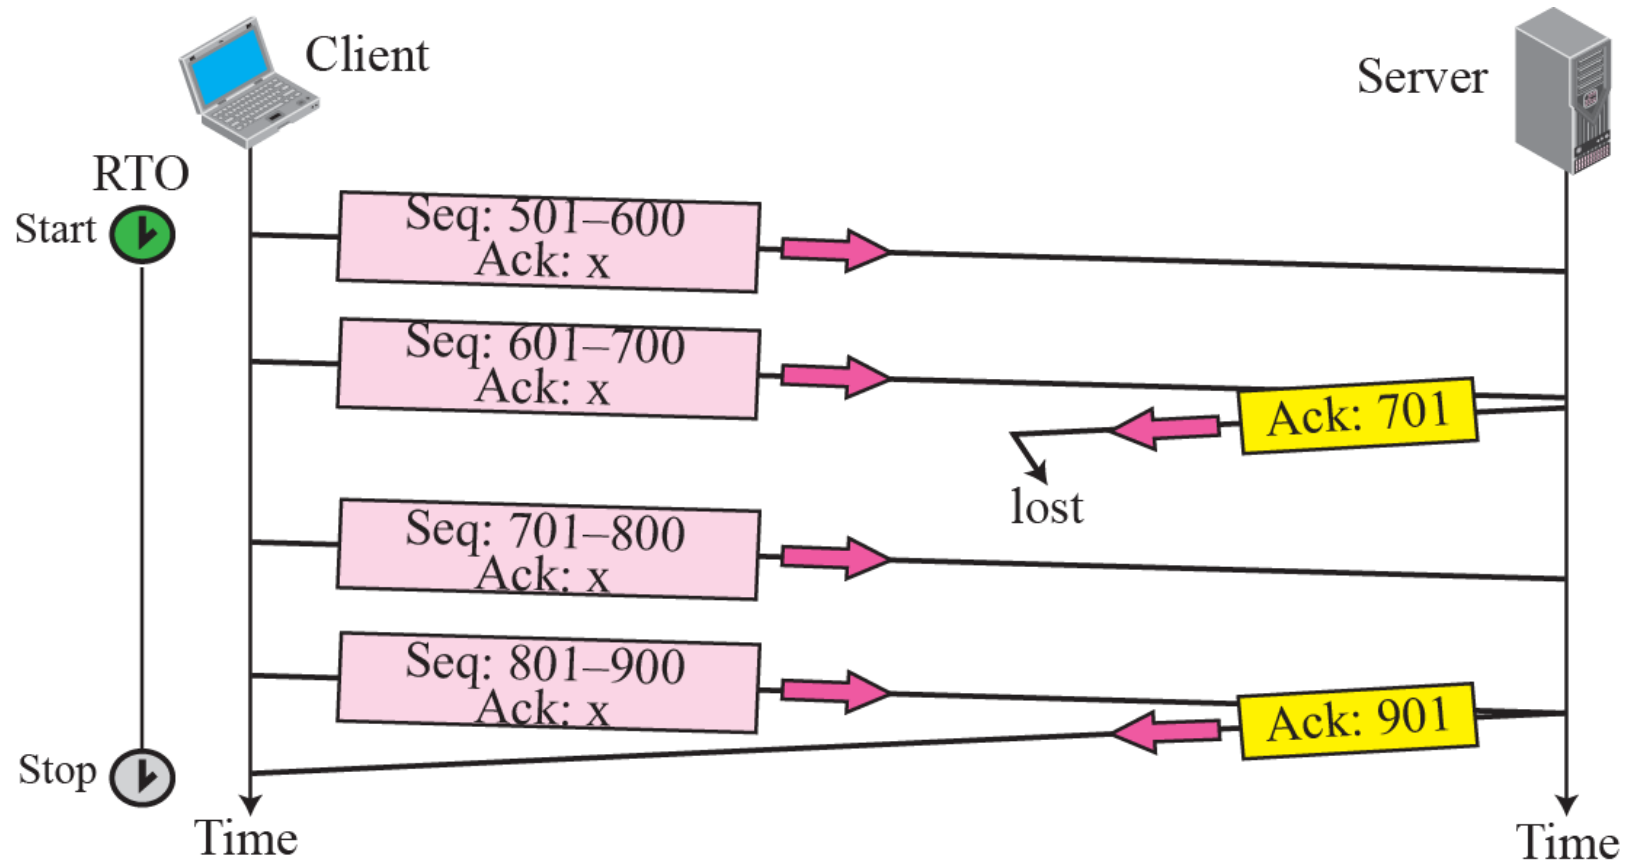 Client
Server
RTO
Start
Seq: 501–600
Ack: x
Seq: 601–700
Ack: x
Ack: 701
lost
Seq: 701–800
Ack: x
Seq: 801–900
Ack: x
Ack: 901
Stop
Time
Time